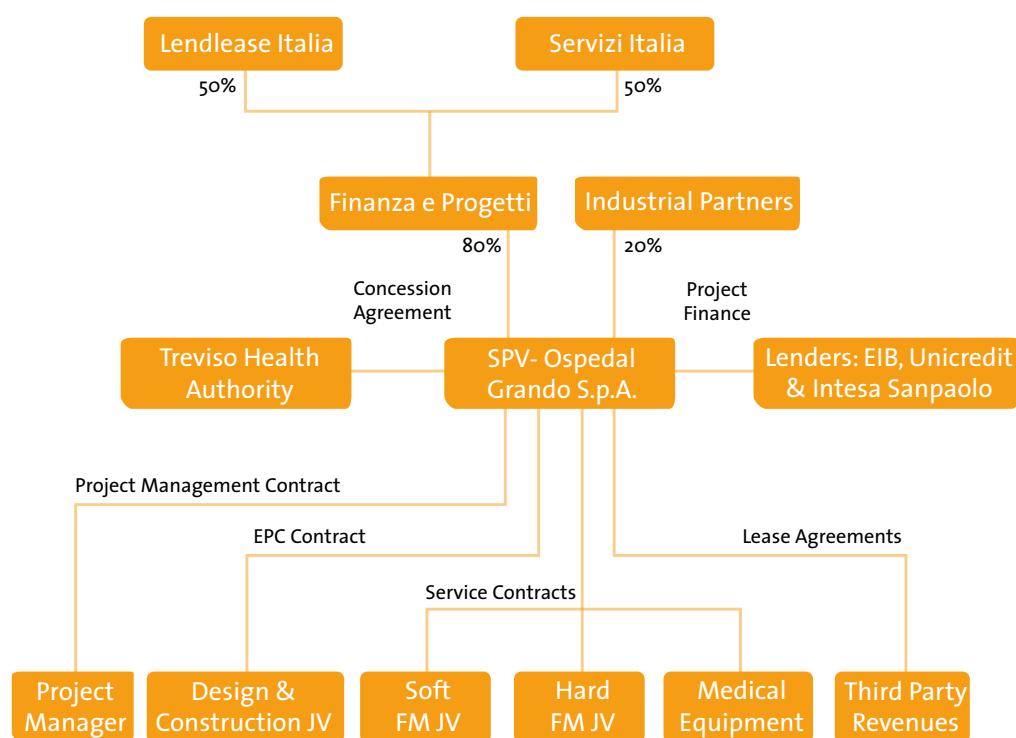 Lendlease Italia
Servizi Italia
50%
50%
Finanza e Progetti
Industrial Partners
80%
20%
Concession
Agreement
Project
Finance
Treviso Health
Authority
SPV- Ospedal
Grando S.p.A.
Lenders: EIB, Unicredit
& Intesa Sanpaolo
Project Management Contract
EPC Contract
Lease Agreements
Service Contracts
Project
Manager
Design &
Construction JV
Soft
FM JV
Hard
FM JV
Medical
Equipment
Third Party
Revenues